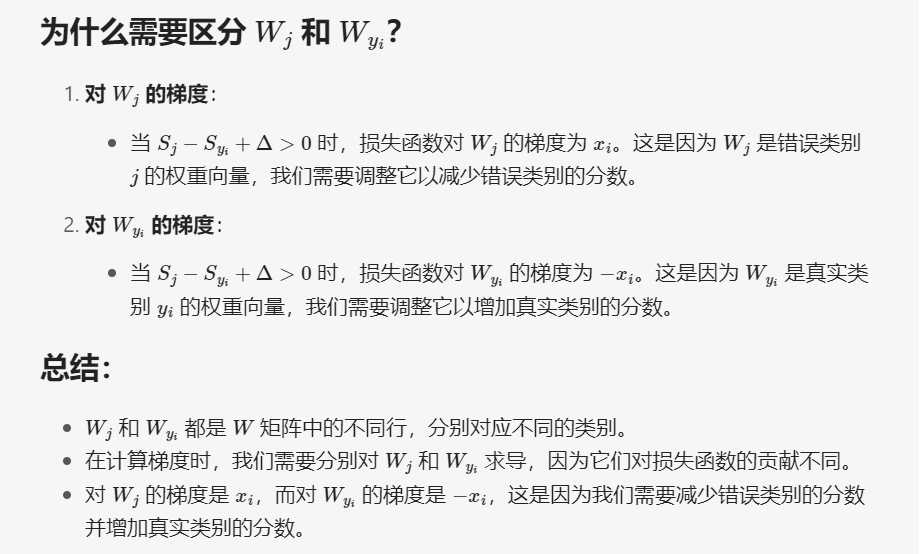 为什么需要区分 $W_j$ 和 $W_{y_i}$？
1. 对 $W_j$ 的梯度：
• 当 $S_j - S_{y_i} + \Delta > 0$ 时，损失函数对 $W_j$ 的梯度为 $x_i$。这是因为 $W_j$ 是错误类别
$j$ 的权重向量，我们需要调整它以减少错误类别的分数。
2. 对 $W_{y_i}$ 的梯度：
• 当 $S_j - S_{y_i} + \Delta > 0$ 时，损失函数对 $W_{y_i}$ 的梯度为 $-x_i$。这是因为 $W_{y_i}$ 是真实类
别 $y_i$ 的权重向量，我们需要调整它以增加真实类别的分数。
总结：
• $W_j$ 和 $W_{y_i}$ 都是 $W$ 矩阵中的不同行，分别对应不同的类别。
• 在计算梯度时，我们需要分别对 $W_j$ 和 $W_{y_i}$ 求导，因为它们对损失函数的贡献不同。
• 对 $W_j$ 的梯度是 $x_i$，而对 $W_{y_i}$ 的梯度是 $-x_i$，这是因为我们需要减少错误类别的分数
并增加真实类别的分数。